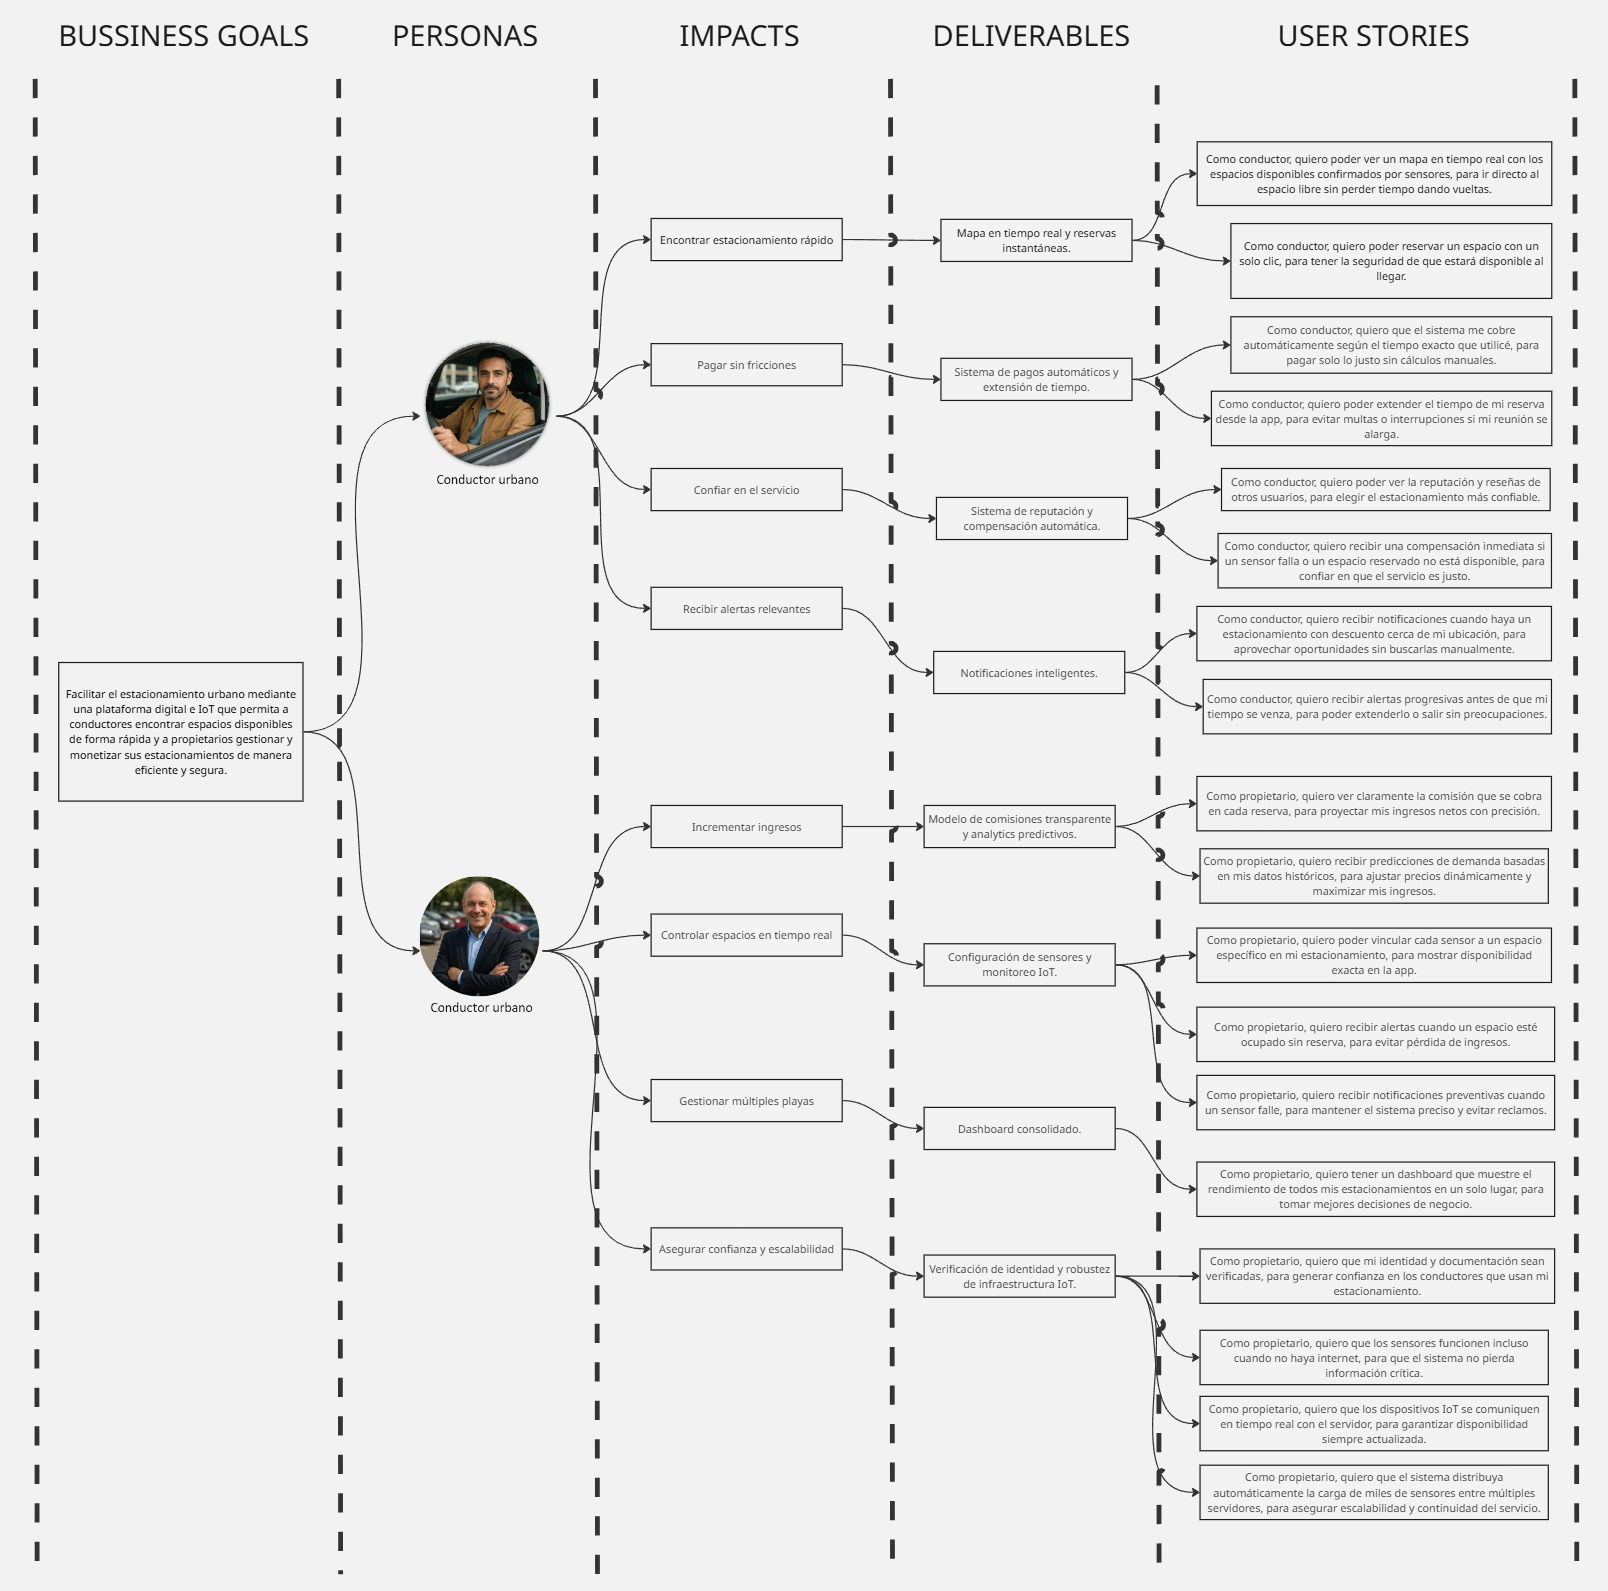 BUSSINESS GOALS
PERSONAS
IMPACTS
DELIVERABLES
USER STORIES
Facilitar el estacionamiento urbano mediante
una plataforma digital e IoT que permita a
conductores encontrar espacios disponibles
de forma rápida y a propietarios gestionar y
monetizar sus estacionamientos de manera
eficiente y segura.
Conductor urbano
Conductor urbano
Encontrar estacionamiento rápido
Pagar sin fricciones
Confiar en el servicio
Recibir alertas relevantes
Incrementar ingresos
Controlar espacios en tiempo real
Gestionar múltiples playas
Asegurar confianza y escalabilidad
Mapa en tiempo real y reservas
instantáneas.
Sistema de pagos automáticos y
extensión de tiempo.
Sistema de reputación y
compensación automática.
Notificaciones inteligentes.
Modelo de comisiones transparente
y analytics predictivos.
Configuración de sensores y
monitoreo IoT.
Dashboard consolidado.
Verificación de identidad y robustez
de infraestructura IoT.
Como conductor, quiero poder ver un mapa en tiempo real con los
espacios disponibles confirmados por sensores, para ir directo al
espacio libre sin perder tiempo dando vueltas.
Como conductor, quiero poder reservar un espacio con un
solo clic, para tener la seguridad de que estará disponible al
llegar.
Como conductor, quiero que el sistema me cobre
automáticamente según el tiempo exacto que utilicé, para
pagar solo lo justo sin cálculos manuales.
Como conductor, quiero poder extender el tiempo de mi reserva
desde la app, para evitar multas o interrupciones si mi reunión se
alarga.
Como conductor, quiero poder ver la reputación y reseñas de
otros usuarios, para elegir el estacionamiento más confiable.
Como conductor, quiero recibir una compensación inmediata si
un sensor falla o un espacio reservado no está disponible, para
confiar en que el servicio es justo.
Como conductor, quiero recibir notificaciones cuando haya un
estacionamiento con descuento cerca de mi ubicación, para
aprovechar oportunidades sin buscarlas manualmente.
Como conductor, quiero recibir alertas progresivas antes de que mi
tiempo se venza, para poder extenderlo o salir sin preocupaciones.
Como propietario, quiero ver claramente la comisión que se cobra
en cada reserva, para proyectar mis ingresos netos con precisión.
Como propietario, quiero recibir predicciones de demanda basadas
en mis datos históricos, para ajustar precios dinámicamente y
maximizar mis ingresos.
Como propietario, quiero poder vincular cada sensor a un espacio
específico en mi estacionamiento, para mostrar disponibilidad
exacta en la app.
Como propietario, quiero recibir alertas cuando un espacio esté
ocupado sin reserva, para evitar pérdida de ingresos.
Como propietario, quiero recibir notificaciones preventivas cuando
un sensor falle, para mantener el sistema preciso y evitar reclamos.
Como propietario, quiero tener un dashboard que muestre el
rendimiento de todos mis estacionamientos en un solo lugar, para
tomar mejores decisiones de negocio.
Como propietario, quiero que mi identidad y documentación sean
verificadas, para generar confianza en los conductores que usan mi
estacionamiento.
Como propietario, quiero que los sensores funcionen incluso
cuando no haya internet, para que el sistema no pierda
información crítica.
Como propietario, quiero que los dispositivos IoT se comuniquen
en tiempo real con el servidor, para garantizar disponibilidad
siempre actualizada.
Como propietario, quiero que el sistema distribuya
automáticamente la carga de miles de sensores entre múltiples
servidores, para asegurar escalabilidad y continuidad del servicio.